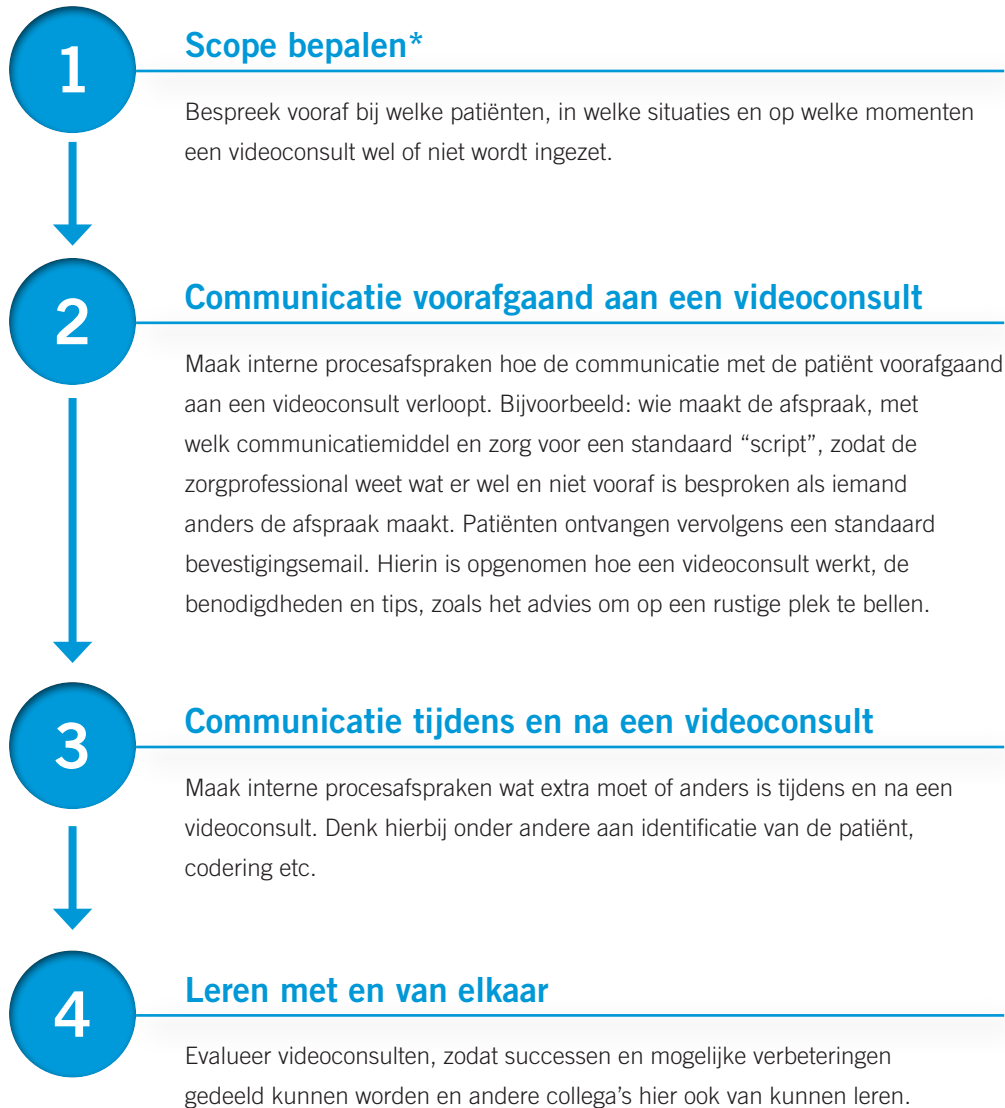 1
Scope bepalen*
Bespreek vooraf bij welke patiënten, in welke situaties en op welke momenten
een videoconsult wel of niet wordt ingezet.
2
Communicatie voorafgaand aan een videoconsult
Maak interne procesafspraken hoe de communicatie met de patiënt voorafgaand
aan een videoconsult verloopt. Bijvoorbeeld: wie maakt de afspraak, met
welk communicatiemiddel en zorg voor een standaard “script”, zodat de
zorgprofessional weet wat er wel en niet vooraf is besproken als iemand
anders de afspraak maakt. Patiënten ontvangen vervolgens een standaard
bevestigingsemail. Hierin is opgenomen hoe een videoconsult werkt, de
benodigdheden en tips, zoals het advies om op een rustige plek te bellen.
3
Communicatie tijdens en na een videoconsult
Maak interne procesafspraken wat extra moet of anders is tijdens en na een
videoconsult. Denk hierbij onder andere aan identificatie van de patiënt,
codering etc.
4
Leren met en van elkaar
Evalueer videoconsulten, zodat successen en mogelijke verbeteringen
gedeeld kunnen worden en andere collega's hier ook van kunnen leren.